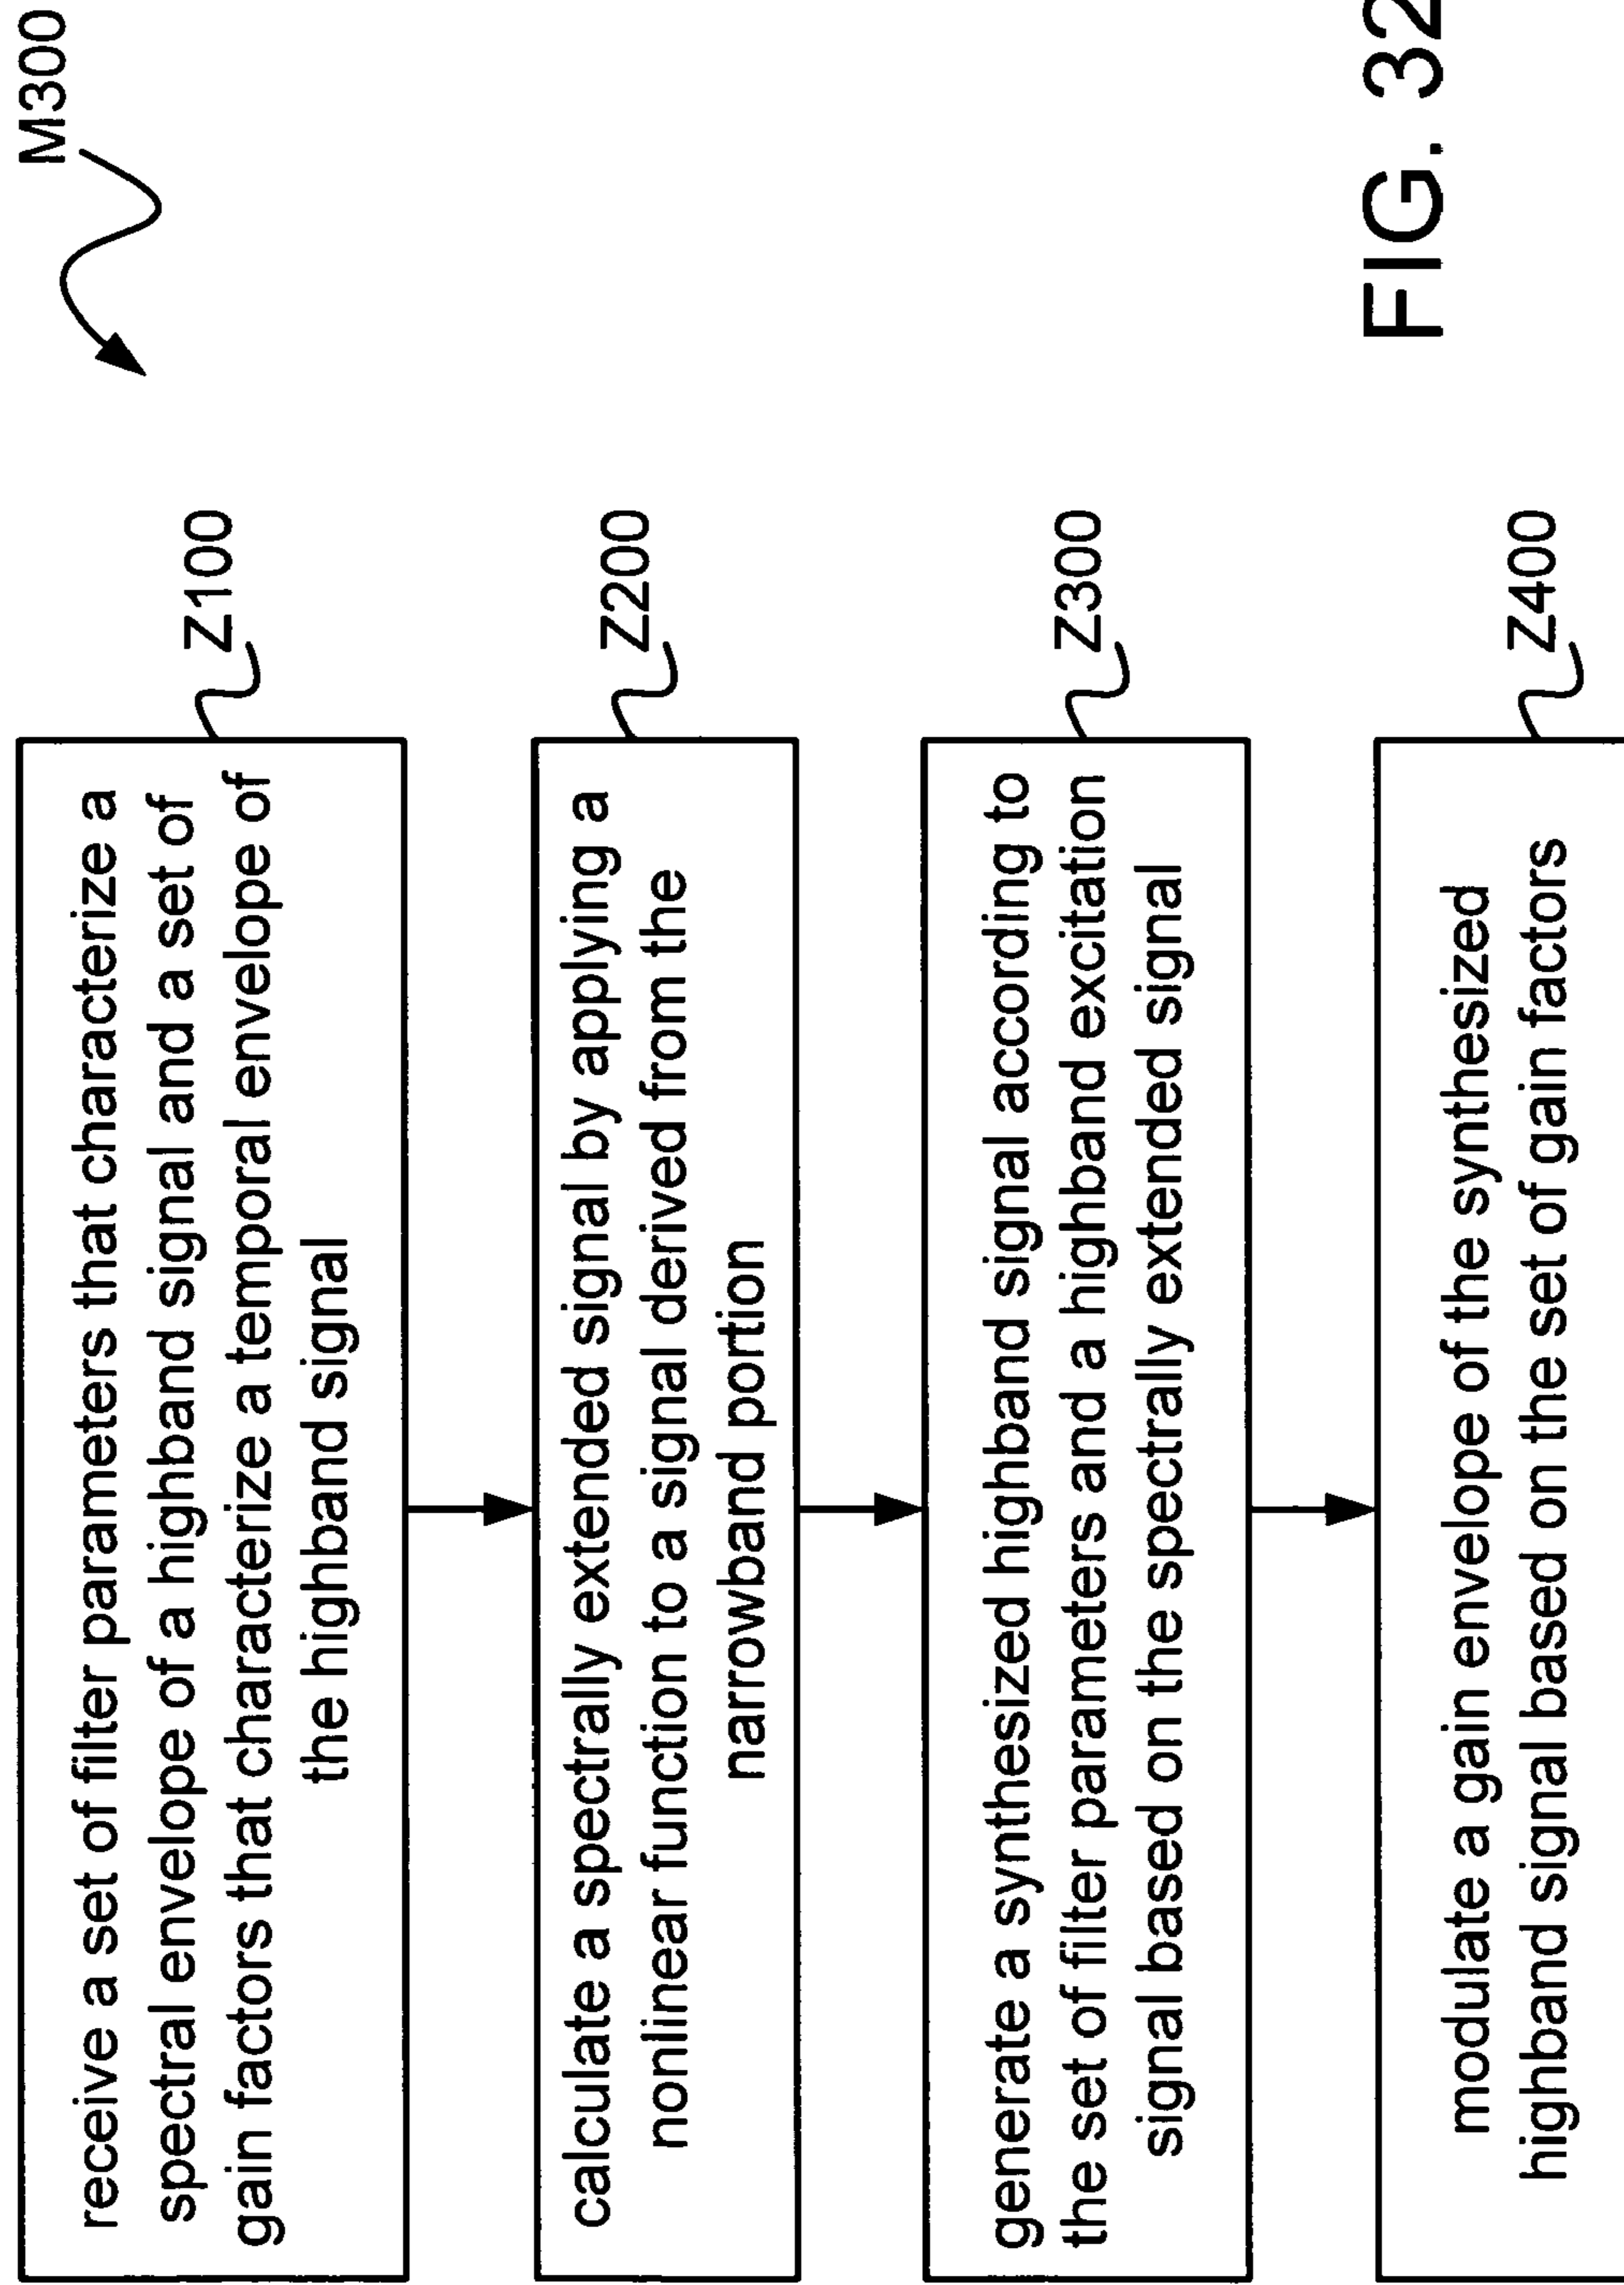 M300
receive a set of filter parameters that characterize a
spectral envelope of a highband signal and a set of
gain factors that characterize a temporal envelope of
the highband signal
Z100
calculate a spectrally extended signal by applying a
nonlinear function to a signal derived from the
narrowband portion
Z200
generate a synthesized highband signal according to
the set of filter parameters and a highband excitation
signal based on the spectrally extended signal
Z300
modulate a gain envelope of the synthesized
highband signal based on the set of gain factors
Z400
FIG. 32